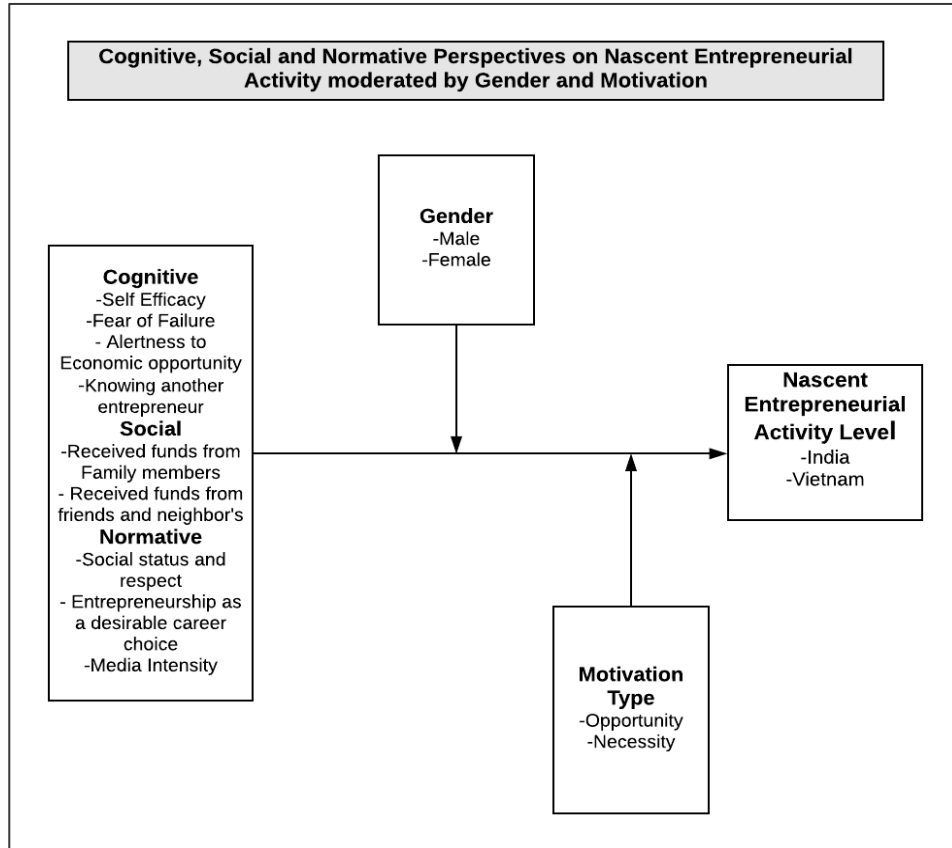 Cognitive, Social and Normative Perspectives on Nascent Entrepreneurial
Activity moderated by Gender and Motivation
Gender
-Male
-Female
Cognitive
-Self Efficacy
-Fear of Failure
- Alertness to
Economic opportunity
-Knowing another
entrepreneur
Social
-Received funds from
Family members
- Received funds from
friends and neighbor's
Normative
-Social status and
respect
- Entrepreneurship as
a desirable career
choice
-Media Intensity
Nascent
Entrepreneurial
Activity Level
-India
-Vietnam
Motivation
Type
-Opportunity
-Necessity